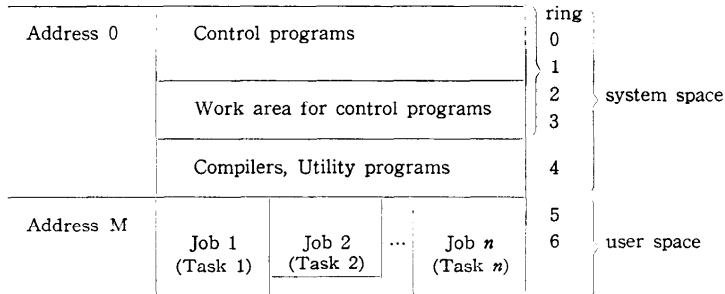 ring
Address 0 Control programs 0
1
Work area for control programs 2 system space
3
Compilers, Utility programs 4
Address M 5
Job 1 Job 2 ... Job n 6 user space
(Task 1) (Task 2) (Task n)